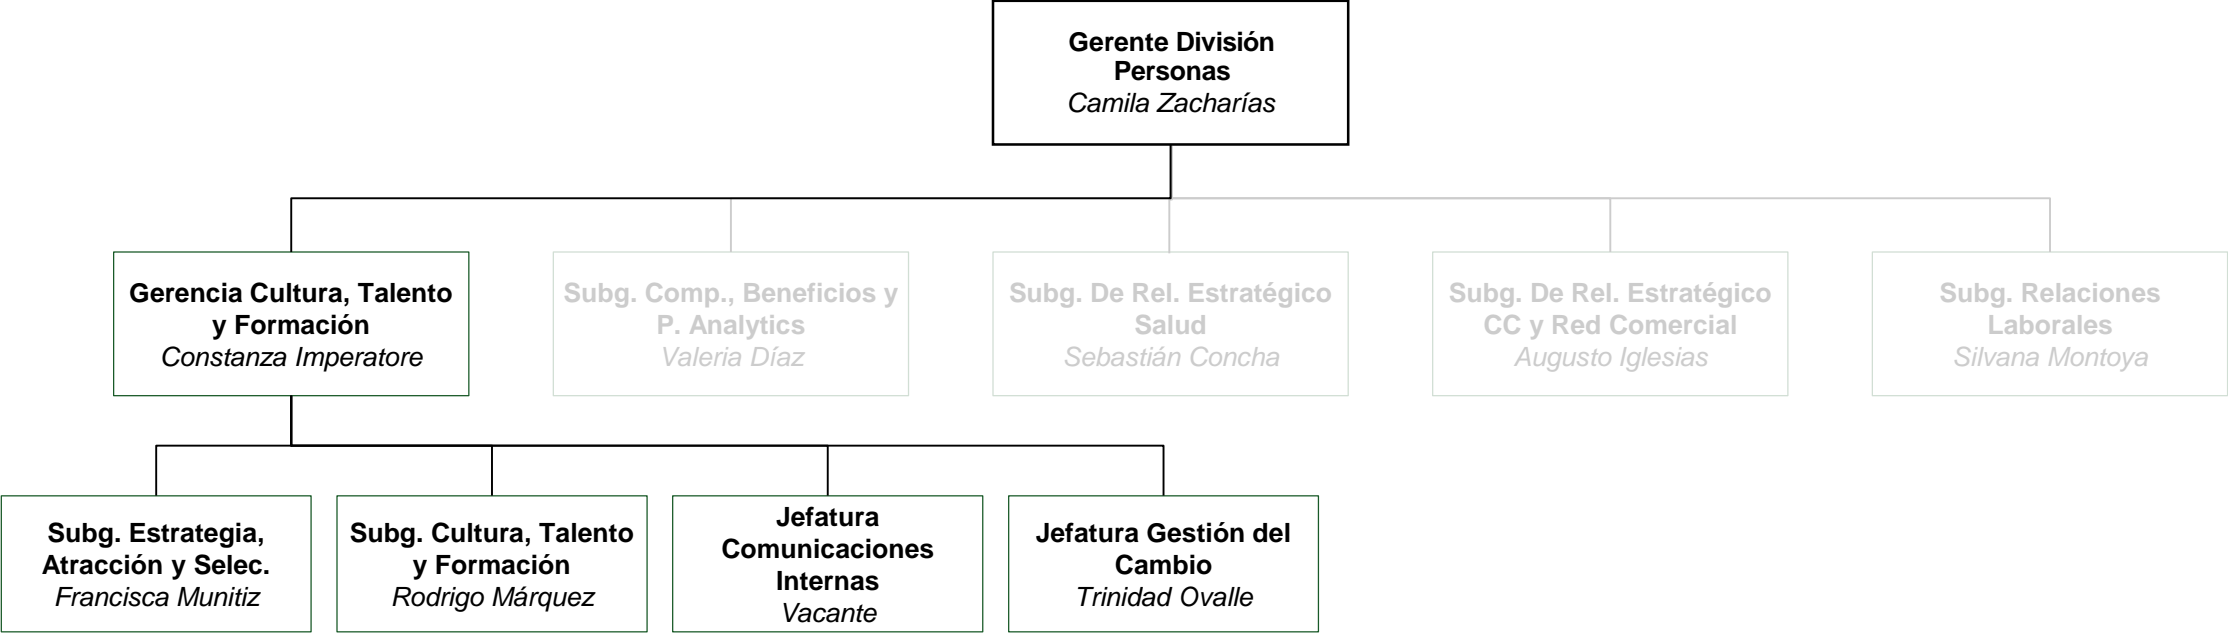 Gerente División
Personas
Camila Zacharías
Gerencia Cultura, Talento
y Formación
Constanza Imperatore
Subg. Comp., Beneficios y
P. Analytics
Valeria Díaz
Subg. De Rel. Estratégico
Salud
Sebastián Concha
Subg. De Rel. Estratégico
CC y Red Comercial
Augusto Iglesias
Subg. Relaciones
Laborales
Silvana Montoya
Subg. Estrategia,
Atracción y Selec.
Francisca Munitiz
Subg. Cultura, Talento
y Formación
Rodrigo Márquez
Jefatura
Comunicaciones
Internas
Vacante
Jefatura Gestión del
Cambio
Trinidad Ovalle